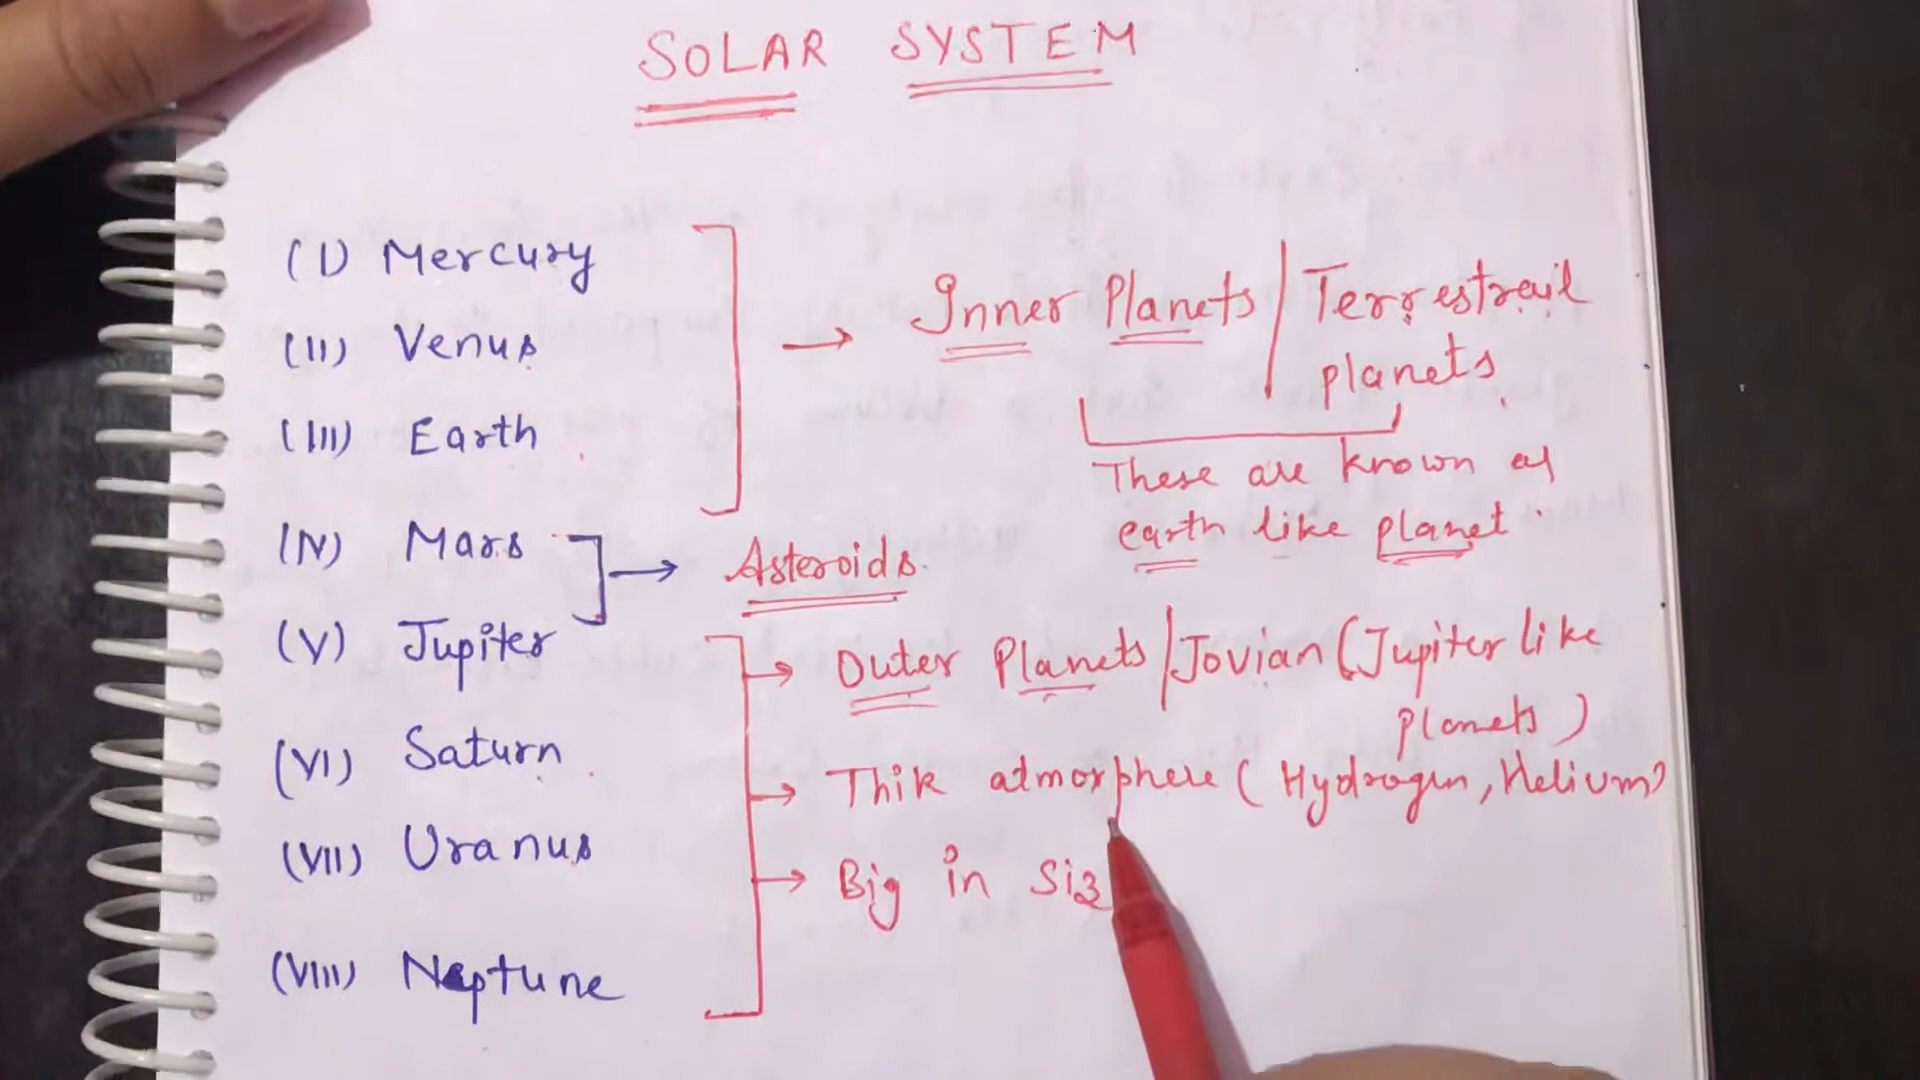 SOLAR SYSTEM
(I) Mercury
(II) Venus
(III) Earth
(IV) Mars
(V) Jupiter
(VI) Saturn
(VII) Uranus
(VIII) Neptune
→ Inner Planets / Terrestrail
planets
These are known as
earth like planet.
→ Asteroids.
→ Outer Planets / Jovian (Jupiter like
planets)
→ Thik atmosphere (Hydrogen, Helium)
→ Big in